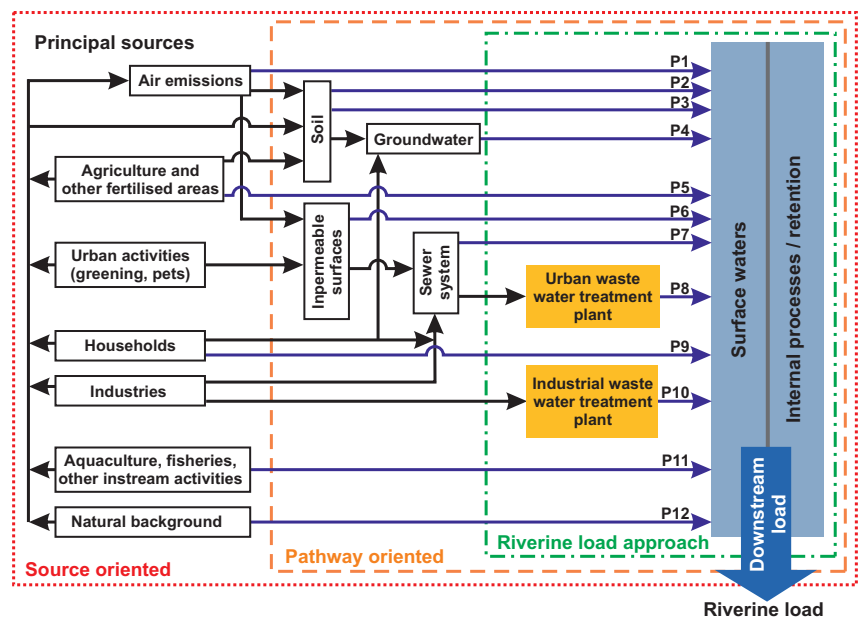 Principal sources
Air emissions
Agriculture and
other fertilised areas
Urban activities
(greening, pets)
Households
Industries
Aquaculture, fisheries,
other instream activities
Natural background
Source oriented
Soil
Groundwater
Inpermeable
surfaces
Sewer
system
Pathway oriented
Urban waste
water treatment
plant
Industrial waste
water treatment
plant
P1
P2
P3
P4
P5
P6
P7
P8
P9
P10
P11
P12
Riverine load approach
Surface waters
Internal processes / retention
Downstream
load
Riverine load